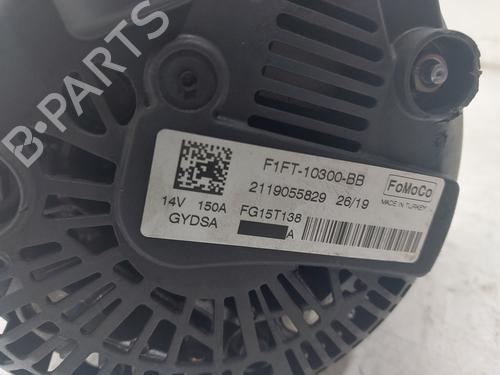 B-PARTS
F1FT-10300-BB
2119055829 26/19
FoMoCo
MADE IN TURKEY
14V 150A FG15T138
GYDSA A